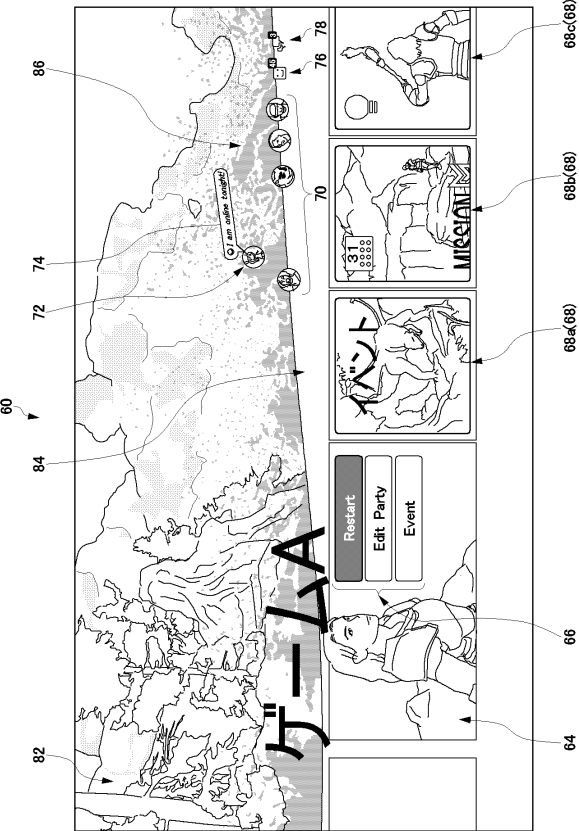 60
82 84 72 74 86
I am online tonight!
76 78
70
ゲームA
Restart
Edit Party
Event
イベント
31
MISSION
64 66 68a(68) 68b(68) 68c(68)